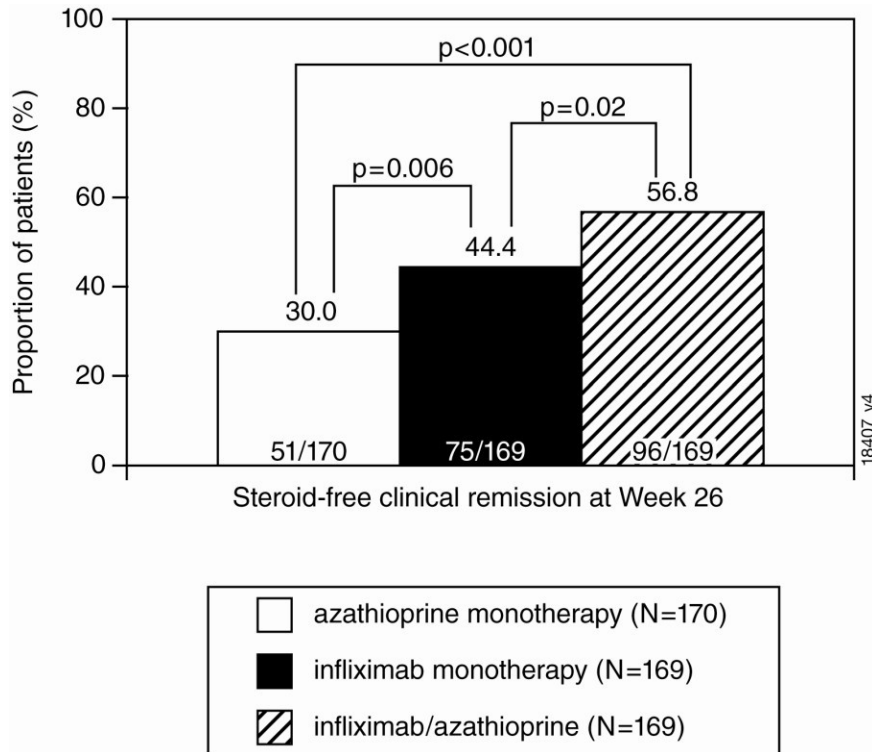 100
p<0.001
80
p=0.02
p=0.006
56.8
60
44.4
40
30.0
20
51/170
75/169
96/169
0
Proportion of patients (%)
18407_v4
Steroid-free clinical remission at Week 26
azathioprine monotherapy (N=170)
infliximab monotherapy (N=169)
infliximab/azathioprine (N=169)